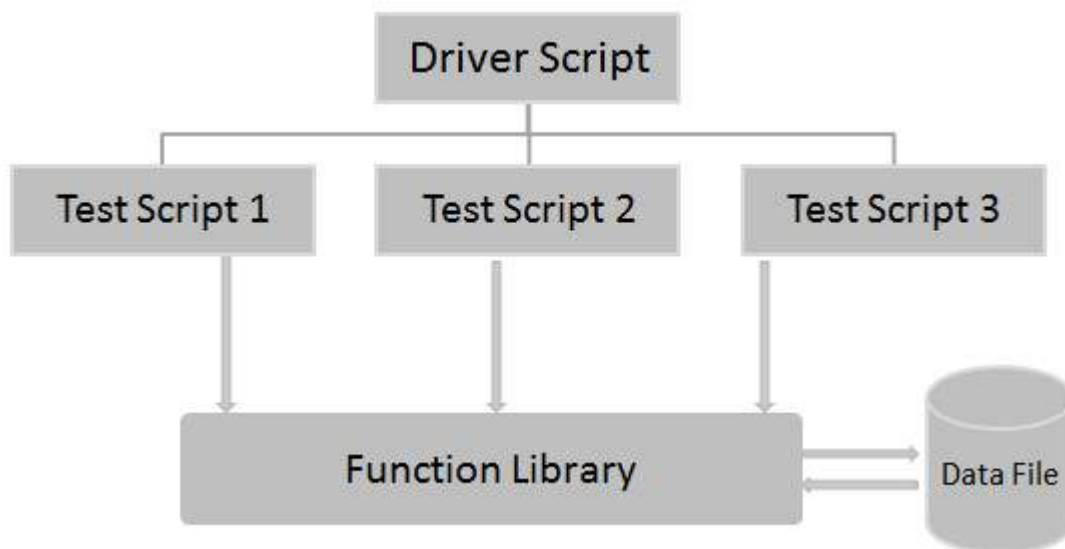 Driver Script
Test Script 1
Test Script 2
Test Script 3
Function Library
Data File